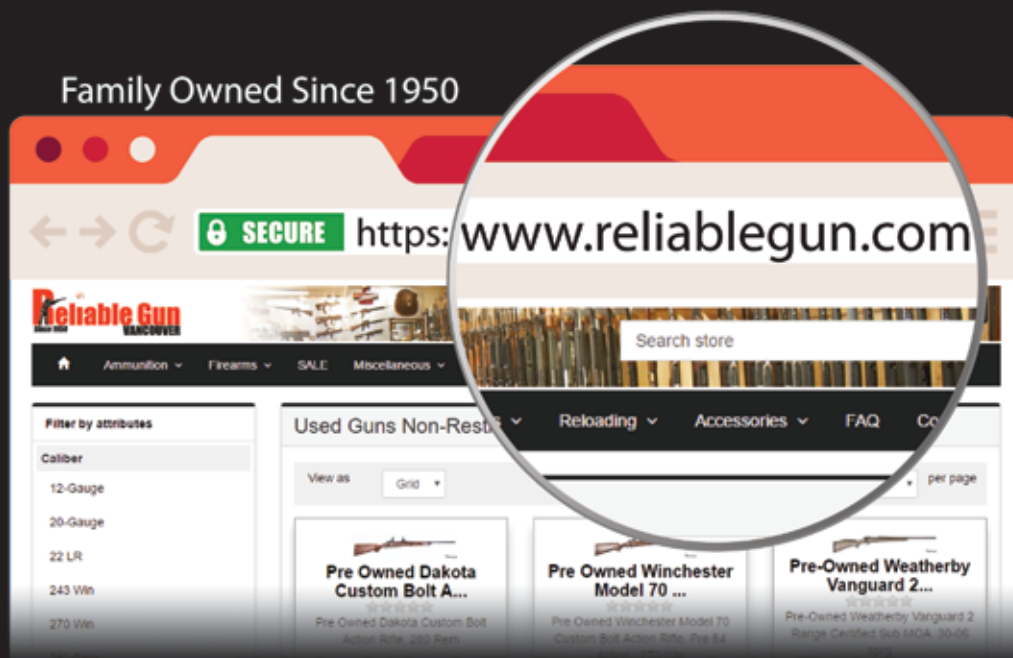 Family Owned Since 1950
SECURE https: www.reliablegun.com
Reliable Gun
Since 1950 VANCOUVER
Search store
Ammunition Firearms SALE Miscellaneous Reloading Accessories FAQ Co
Filter by attributes
Caliber
12-Gauge
20-Gauge
22 LR
243 Win
270 Win
Used Guns Non-Rest
View as Grid per page
Pre Owned Dakota
Custom Bolt A...
Pre Owned Dakota Custom Bolt
Action Rifle, 280 Rem
Pre Owned Winchester
Model 70 ...
Pre Owned Winchester Model 70
Custom Bolt Action Rifle, Pre 64
Pre-Owned Weatherby
Vanguard 2...
Pre-Owned Weatherby Vanguard 2
Range Certified Sub MOA, 30-06